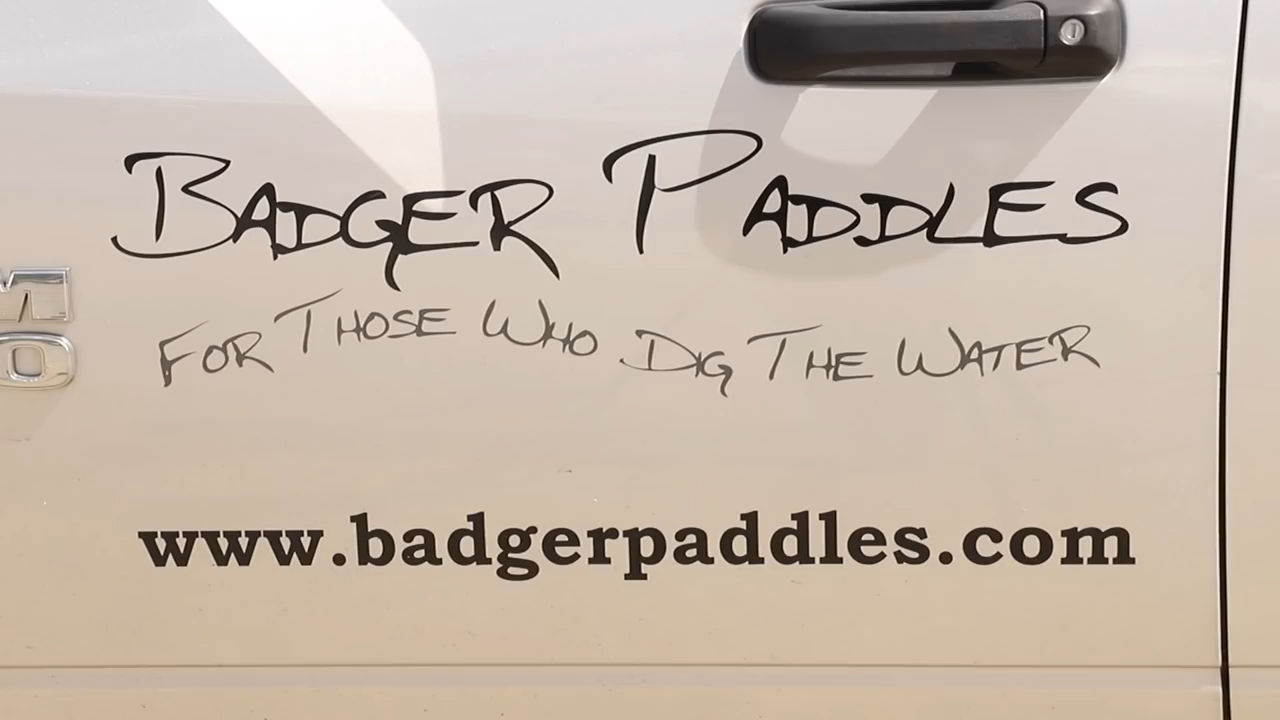 BADGER PADDLES
FOR THOSE WHO DIG THE WATER
www.badgerpaddles.com
M
O